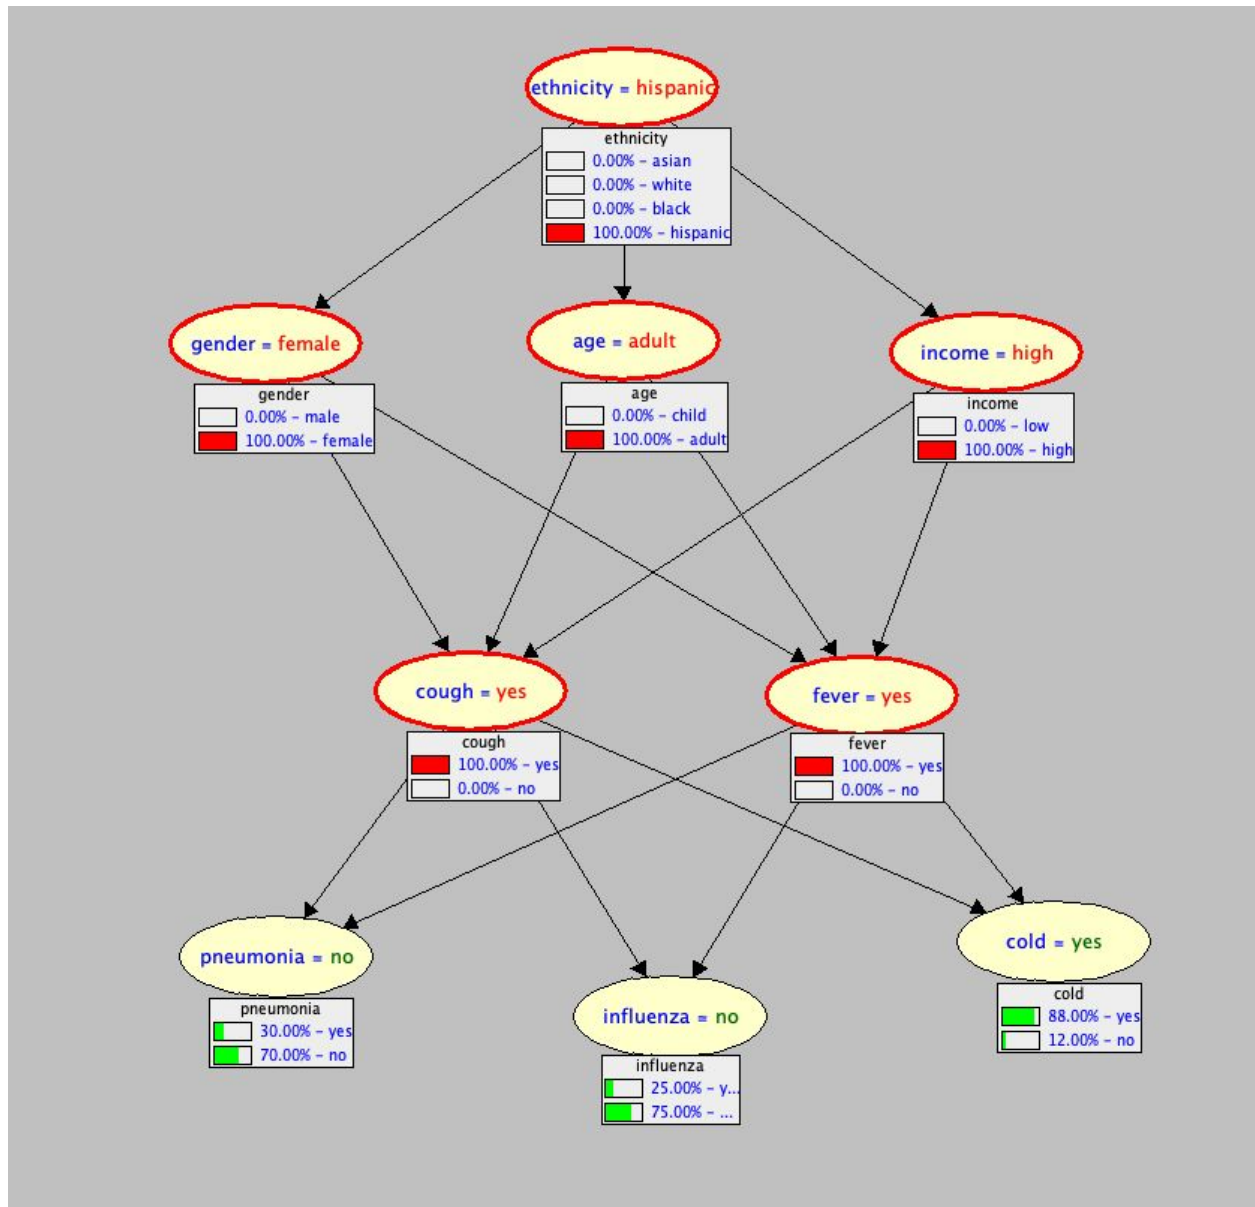 ethnicity = hispanic
ethnicity
0.00% - asian
0.00% - white
0.00% - black
100.00% - hispanic
gender = female
gender
0.00% - male
100.00% - female
age = adult
age
0.00% - child
100.00% - adult
income = high
income
0.00% - low
100.00% - high
cough = yes
cough
100.00% - yes
0.00% - no
fever = yes
fever
100.00% - yes
0.00% - no
pneumonia = no
pneumonia
30.00% - yes
70.00% - no
influenza = no
influenza
25.00% - y...
75.00% - ...
cold = yes
cold
88.00% - yes
12.00% - no